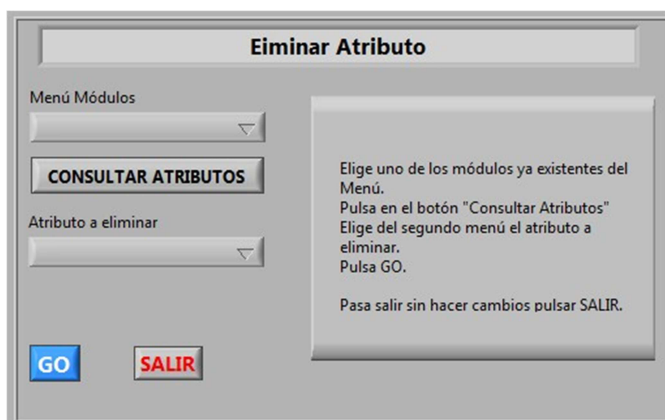 Eiminar Atributo
Menú Módulos
CONSULTAR ATRIBUTOS
Atributo a eliminar
GO
SALIR
Elige uno de los módulos ya existentes del
Menú.
Pulsa en el botón "Consultar Atributos"
Elige del segundo menú el atributo a
eliminar.
Pulsa GO.
Pasa salir sin hacer cambios pulsar SALIR.